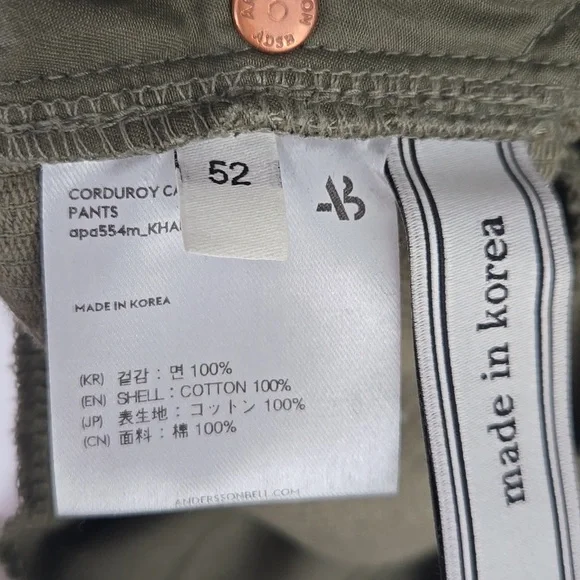 ADSB
52
CORDUROY
PANTS
apa554m_KHA
MADE IN KOREA
(KR) 겉감 : 면 100%
(EN) SHELL : COTTON 100%
(JP) 表生地 : コットン 100%
(CN) 面料 : 棉 100%
ANDERSSONBELL.COM
made in korea